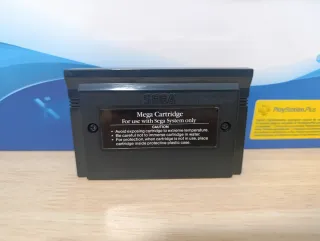 SEGA
Mega Cartridge
For use with Sega System only
CAUTION
• Avoid exposing cartridge to extreme temperature.
• Be careful not to immerse cartridge in water.
• For protection, when cartridge is not in use, place
cartridge inside protective plastic case.
PlayStation Plus